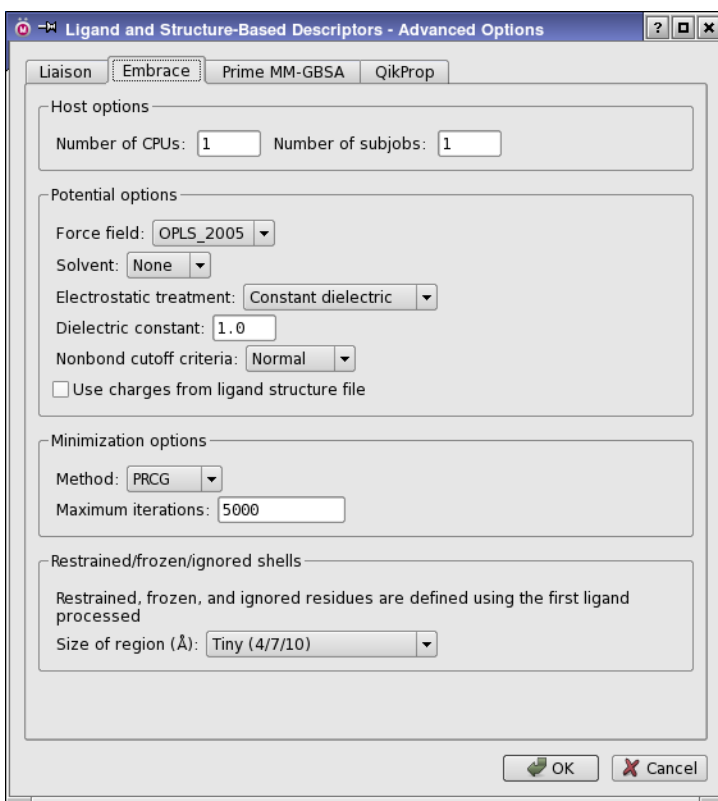 Ligand and Structure-Based Descriptors - Advanced Options
Liaison Embrace Prime MM-GBSA QikProp
Host options
Number of CPUs: 1 Number of subjobs: 1
Potential options
Force field: OPLS_2005
Solvent: None
Electrostatic treatment: Constant dielectric
Dielectric constant: 1.0
Nonbond cutoff criteria: Normal
Use charges from ligand structure file
Minimization options
Method: PRCG
Maximum iterations: 5000
Restrained/frozen/ignored shells
Restrained, frozen, and ignored residues are defined using the first ligand
processed
Size of region (Å): Tiny (4/7/10)
OK Cancel